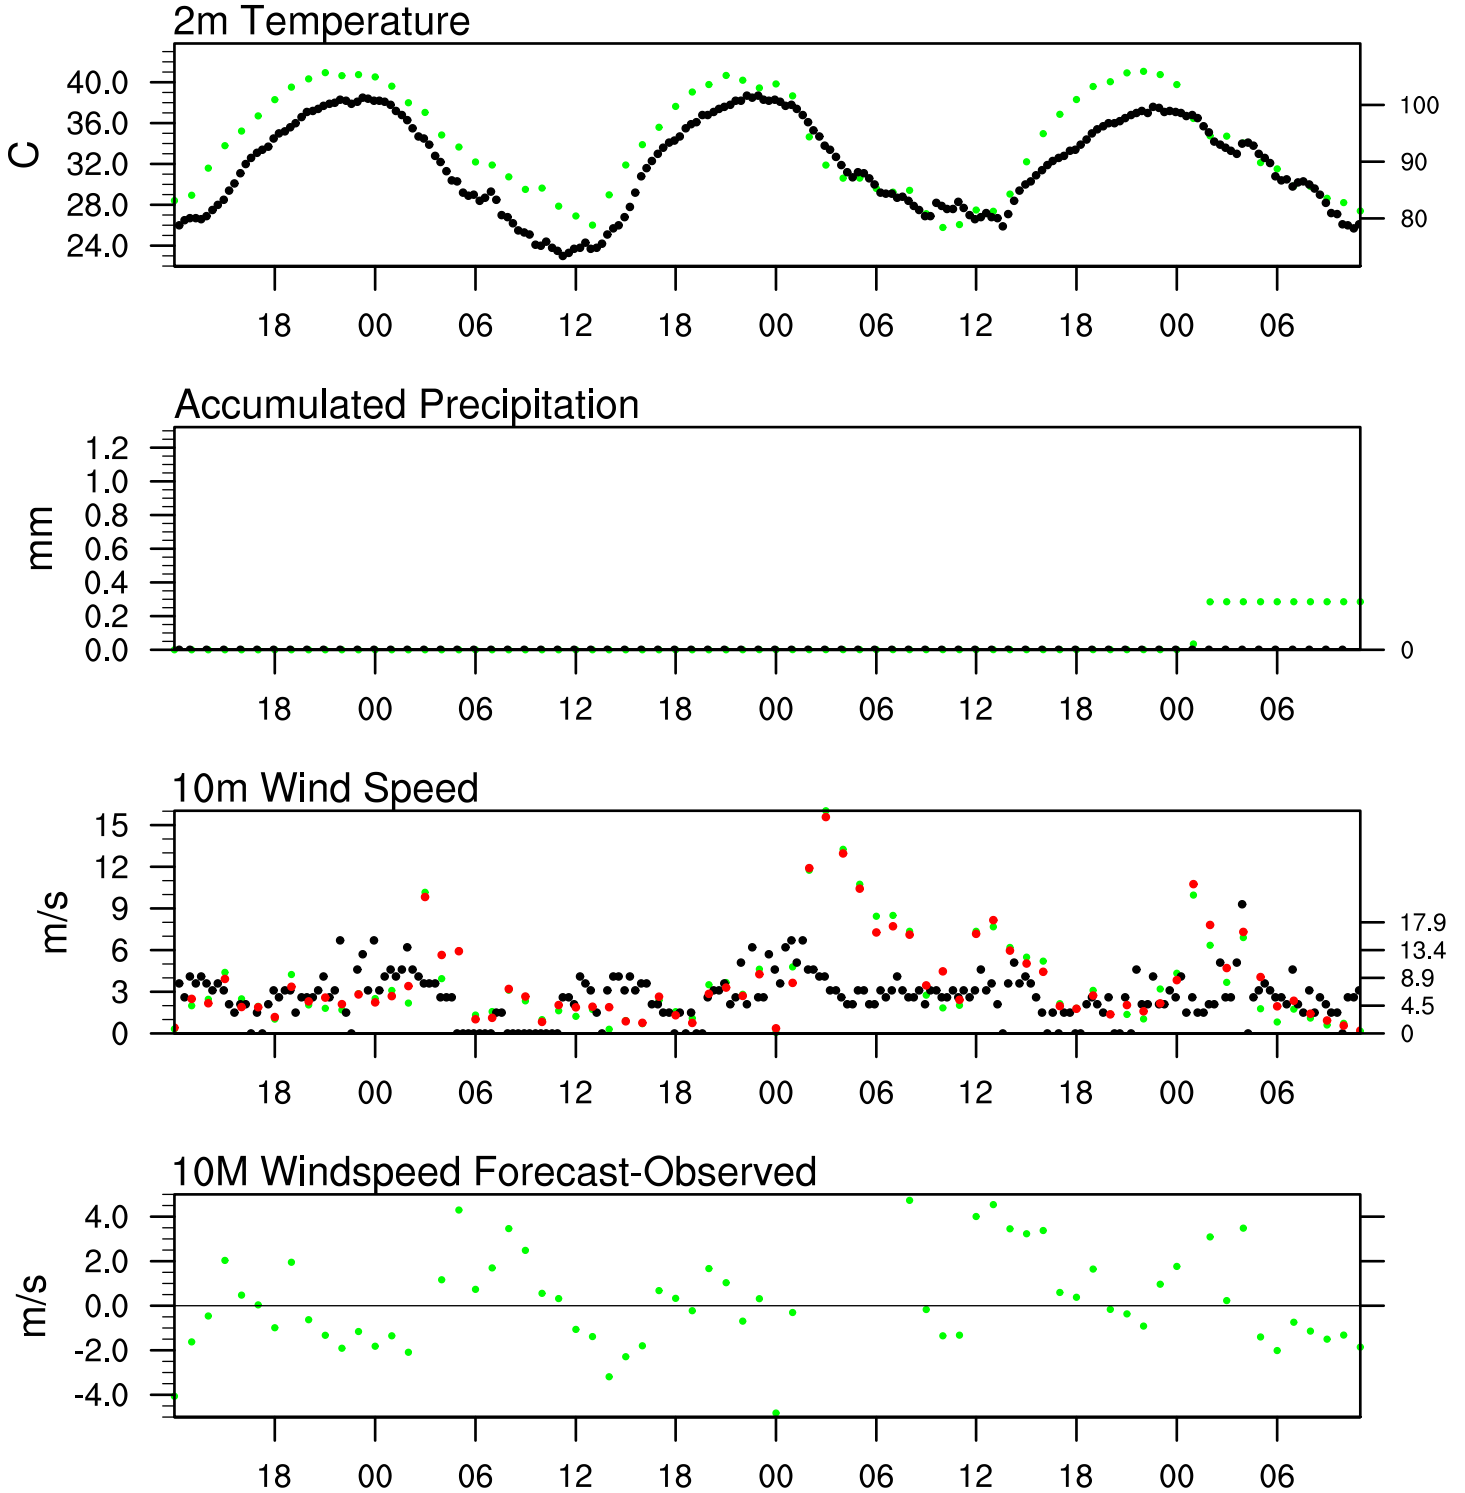 2m Temperature
40.0
36.0
32.0
28.0
24.0
C
100
90
80
18 00 06 12 18 00 06 12 18 00 06
Accumulated Precipitation
1.2
1.0
0.8
0.6
0.4
0.2
0.0
mm
0
18 00 06 12 18 00 06 12 18 00 06
10m Wind Speed
15
12
9
6
3
0
m/s
17.9
13.4
8.9
4.5
0
18 00 06 12 18 00 06 12 18 00 06
10M Windspeed Forecast-Observed
4.0
2.0
0.0
-2.0
-4.0
m/s
18 00 06 12 18 00 06 12 18 00 06